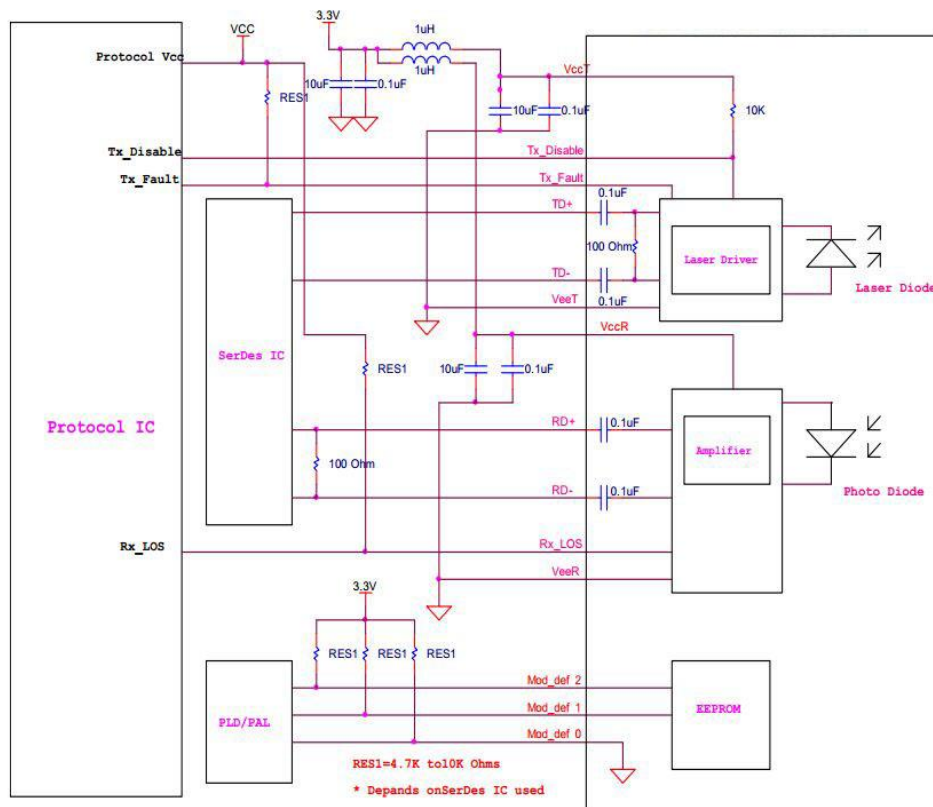 3.3V
VCC
1uH
Protocol Vcc
1uH
VccT
10uF
0.1uF
RES1
10uF
0.1uF
10K
Tx_Disable
Tx_Disable
Tx_Fault
Tx_Fault
0.1uF
TD+
100 Ohm
Laser Driver
TD-
Laser Diode
0.1uF
VeeT
VccR
SerDes IC
RES1
10uF
0.1uF
Protocol IC
RD+
0.1uF
Amplifier
100 Ohm
RD-
0.1uF
Photo Diode
Rx_LOS
Rx_LOS
VeeR
3.3V
RES1
RES1
RES1
Mod_def 2
PLD/PAL
Mod_def 1
EEPROM
Mod_def 0
RES1=4.7K to10K Ohms
* Depands onSerDes IC used